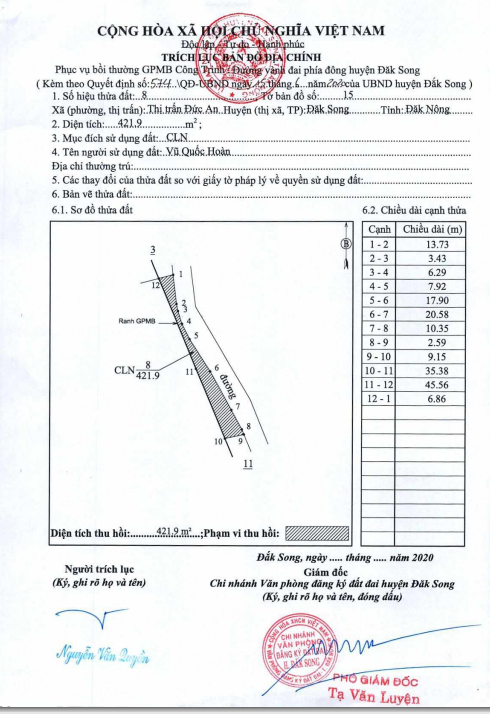 CỘNG HÒA XÃ HỘI CHỦ NGHĨA VIỆT NAM
Độc lập - Tự do - Hạnh phúc
TRÍCH LỤC BẢN ĐỒ ĐỊA CHÍNH
Phục vụ bồi thường GPMB Công Trình : Đường vành đai phía đông huyện Đăk Song
( Kèm theo Quyết định số: /QĐ-UBND ngày tháng.6...năm của UBND huyện Đăk Song )
1. Số hiệu thửa đất:..8.............Tờ bản đồ số:........15
Xã (phường, thị trấn):Thị trấn Đức An..Huyện (thị xã, TP):Đăk Song..........Tỉnh:.Đăk Nông
2. Diện tích:.....421.9..................m² ;
3. Mục đích sử dụng đất:...CLN
4. Tên người sử dụng đất:..Vũ Quốc Hoàn
Địa chỉ thường trú:
5. Các thay đổi của thửa đất so với giấy tờ pháp lý về quyền sử dụng đất:
6. Bản vẽ thửa đất:
6.1. Sơ đồ thửa đất
6.2. Chiều dài cạnh thửa
Cạnh Chiều dài (m)
1 - 2 13.73
2 - 3 3.43
3 - 4 6.29
4 - 5 7.92
5 - 6 17.90
6 - 7 20.58
7 - 8 10.35
8 - 9 2.59
9 - 10 9.15
10 - 11 35.38
11 - 12 45.56
12 - 1 6.86
B
3
12
1
2
3
Ranh GPMB
4
5
CLN 8/421.9
11
6
đường
7
8
10
9
11
Diện tích thu hồi:.........421.9 m²....;Phạm vi thu hồi:
Đăk Song, ngày ..... tháng ..... năm 2020
Người trích lục
(Ký, ghi rõ họ và tên)
Giám đốc
Chi nhánh Văn phòng đăng ký đất đai huyện Đăk Song
(Ký, ghi rõ họ và tên, đóng dấu)
Nguyễn Văn Duyên
CHI NHÁNH
VĂN PHÒNG
ĐĂNG KÝ ĐẤT ĐAI
H. ĐĂK SONG
PHÓ GIÁM ĐỐC
Tạ Văn Luyện